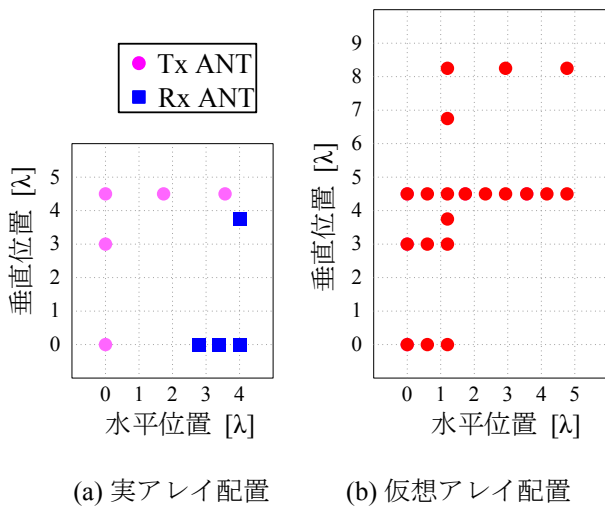 Tx ANT
Rx ANT
垂直位置 [λ]
5
4
3
2
1
0
0 1 2 3 4
水平位置 [λ]
(a) 実アレイ配置
垂直位置 [λ]
9
8
7
6
5
4
3
2
1
0
0 1 2 3 4 5
水平位置 [λ]
(b) 仮想アレイ配置